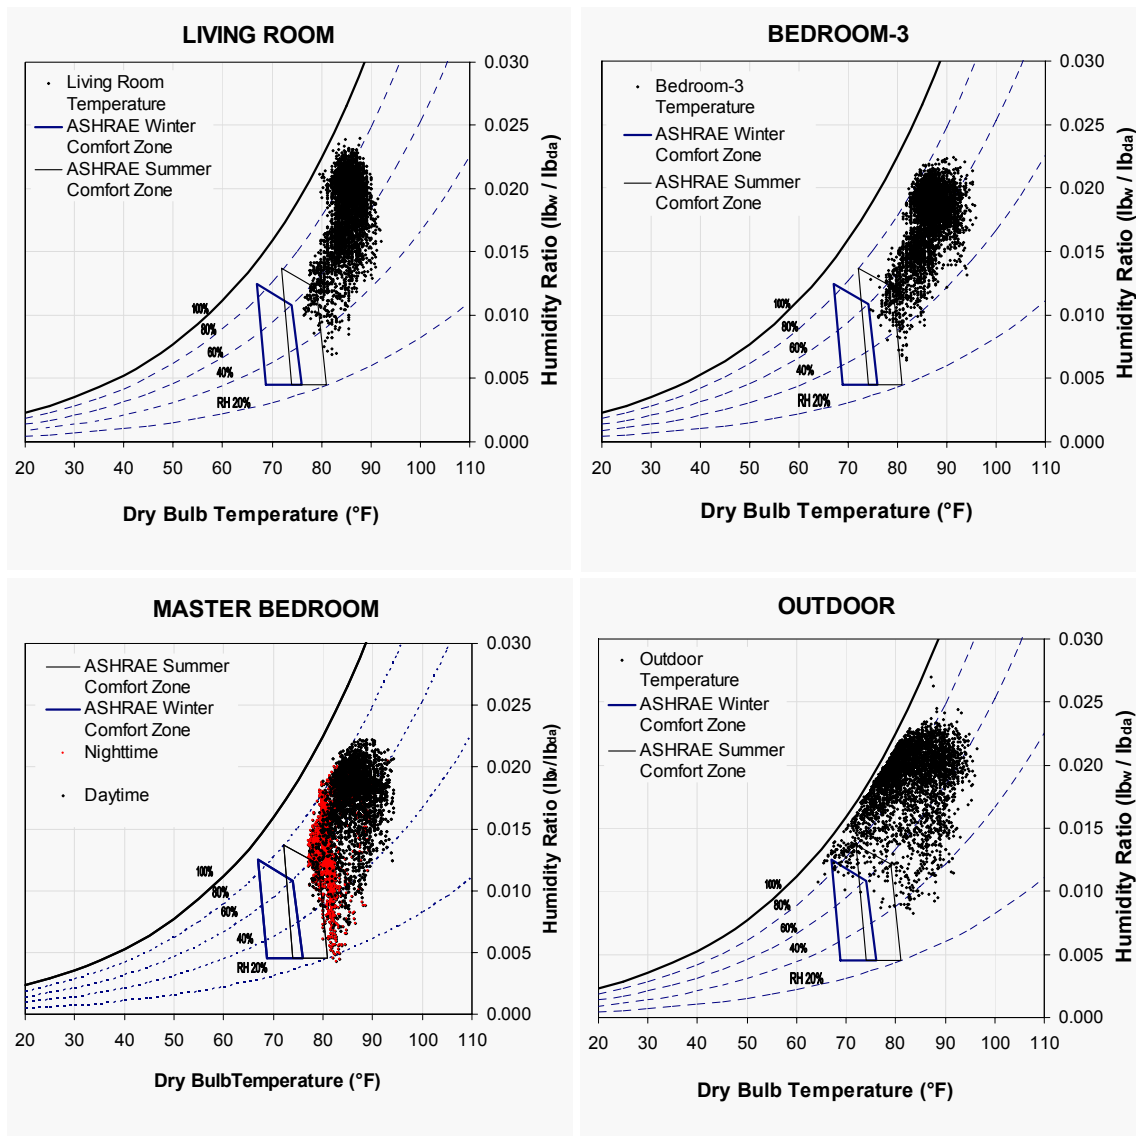 LIVING ROOM
Living Room
Temperature
ASHRAE Winter
Comfort Zone
ASHRAE Summer
Comfort Zone
100%
80%
60%
40%
RH 20%
0.030
0.025
0.020
0.015
0.010
0.005
0.000
Humidity Ratio (lbw / lbda)
20 30 40 50 60 70 80 90 100 110
Dry Bulb Temperature (°F)
BEDROOM-3
Bedroom-3
Temperature
ASHRAE Winter
Comfort Zone
ASHRAE Summer
Comfort Zone
100%
80%
60%
40%
RH 20%
0.030
0.025
0.020
0.015
0.010
0.005
0.000
Humidity Ratio (lbw / lbda)
20 30 40 50 60 70 80 90 100 110
Dry Bulb Temperature (°F)
MASTER BEDROOM
ASHRAE Summer
Comfort Zone
ASHRAE Winter
Comfort Zone
Nighttime
Daytime
100%
80%
60%
40%
RH 20%
0.030
0.025
0.020
0.015
0.010
0.005
0.000
Humidity Ratio (lbw/lbda)
20 30 40 50 60 70 80 90 100 110
Dry BulbTemperature (°F)
OUTDOOR
Outdoor
Temperature
ASHRAE Winter
Comfort Zone
ASHRAE Summer
Comfort Zone
100%
80%
60%
40%
RH 20%
0.030
0.025
0.020
0.015
0.010
0.005
0.000
Humidity Ratio (lbw / lbda)
20 30 40 50 60 70 80 90 100 110
Dry Bulb Temperature (°F)